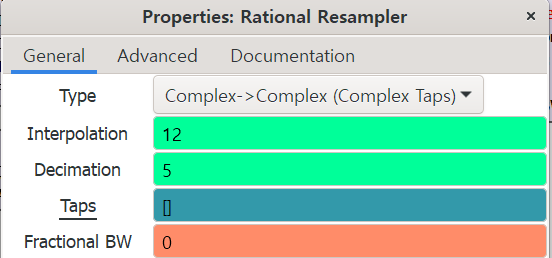 Properties: Rational Resampler ×
General Advanced Documentation
Type Complex->Complex (Complex Taps)
Interpolation 12
Decimation 5
Taps []
Fractional BW 0